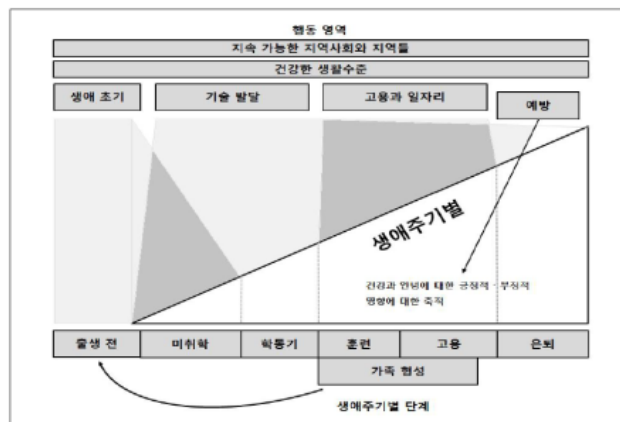 행동 영역
지속 가능한 지역사회와 지역들
건강한 생활수준
생애 초기
기술 발달
고용과 일자리
예방
생애주기별
건강과 안녕에 대한 긍정적 · 부정적
영향에 대한 축적
출생 전
미취학
학통기
훈련
고용
은퇴
가족 형성
생애주기별 단계